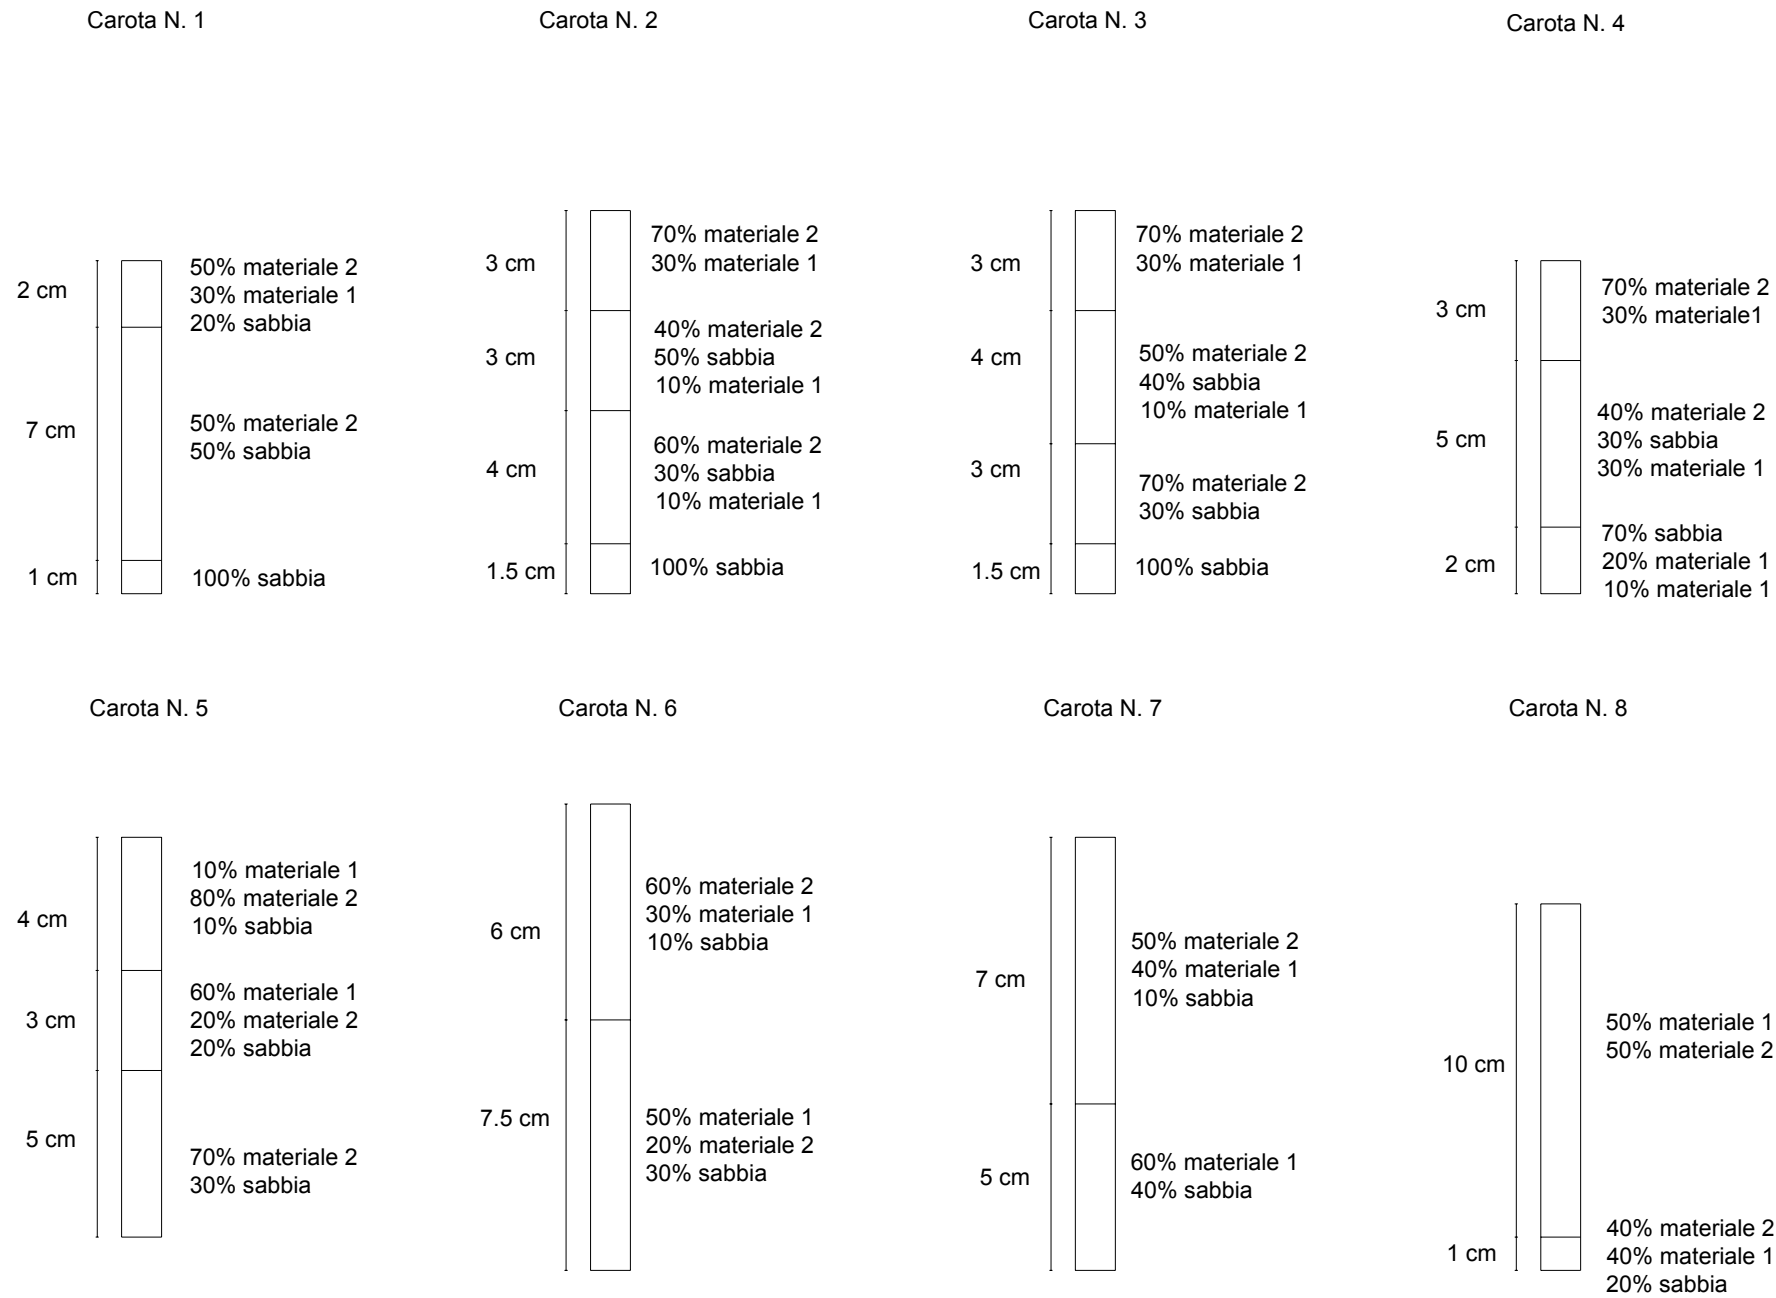 Carota N. 1
2 cm
50% materiale 2
30% materiale 1
20% sabbia
7 cm
50% materiale 2
50% sabbia
1 cm
100% sabbia
Carota N. 2
3 cm
70% materiale 2
30% materiale 1
3 cm
40% materiale 2
50% sabbia
10% materiale 1
4 cm
60% materiale 2
30% sabbia
10% materiale 1
1.5 cm
100% sabbia
Carota N. 3
3 cm
70% materiale 2
30% materiale 1
4 cm
50% materiale 2
40% sabbia
10% materiale 1
3 cm
70% materiale 2
30% sabbia
1.5 cm
100% sabbia
Carota N. 4
3 cm
70% materiale 2
30% materiale1
5 cm
40% materiale 2
30% sabbia
30% materiale 1
2 cm
70% sabbia
20% materiale 1
10% materiale 1
Carota N. 5
4 cm
10% materiale 1
80% materiale 2
10% sabbia
3 cm
60% materiale 1
20% materiale 2
20% sabbia
5 cm
70% materiale 2
30% sabbia
Carota N. 6
6 cm
60% materiale 2
30% materiale 1
10% sabbia
7.5 cm
50% materiale 1
20% materiale 2
30% sabbia
Carota N. 7
7 cm
50% materiale 2
40% materiale 1
10% sabbia
5 cm
60% materiale 1
40% sabbia
Carota N. 8
10 cm
50% materiale 1
50% materiale 2
1 cm
40% materiale 2
40% materiale 1
20% sabbia